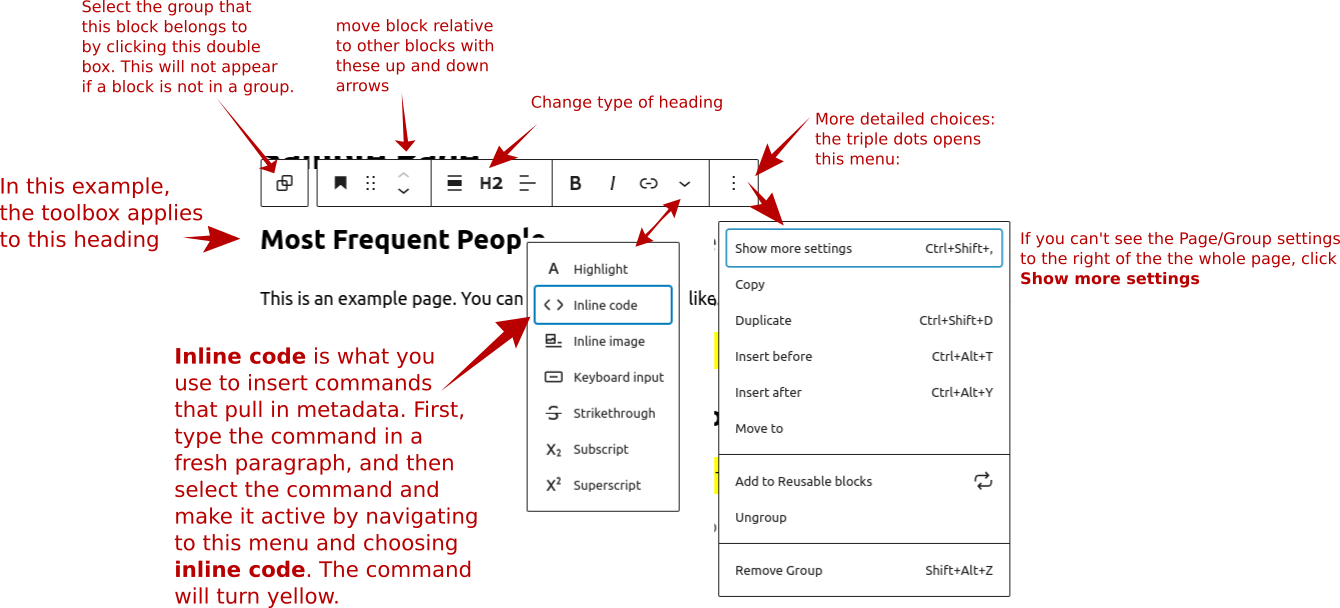 Select the group that
this block belongs to
by clicking this double
box. This will not appear
if a block is not in a group.
move block relative
to other blocks with
these up and down
arrows
Change type of heading
More detailed choices:
the triple dots opens
this menu:
H2 B I
In this example,
the toolbox applies
to this heading
Most Frequent People
This is an example page. You can
like
A Highlight
Inline code
Inline image
Keyboard input
Strikethrough
X₂ Subscript
X² Superscript
Show more settings Ctrl+Shift+,
Copy
Duplicate Ctrl+Shift+D
Insert before Ctrl+Alt+T
Insert after Ctrl+Alt+Y
Move to
Add to Reusable blocks
Ungroup
Remove Group Shift+Alt+Z
If you can't see the Page/Group settings
to the right of the the whole page, click
Show more settings
Inline code is what you
use to insert commands
that pull in metadata. First,
type the command in a
fresh paragraph, and then
select the command and
make it active by navigating
to this menu and choosing
inline code. The command
will turn yellow.